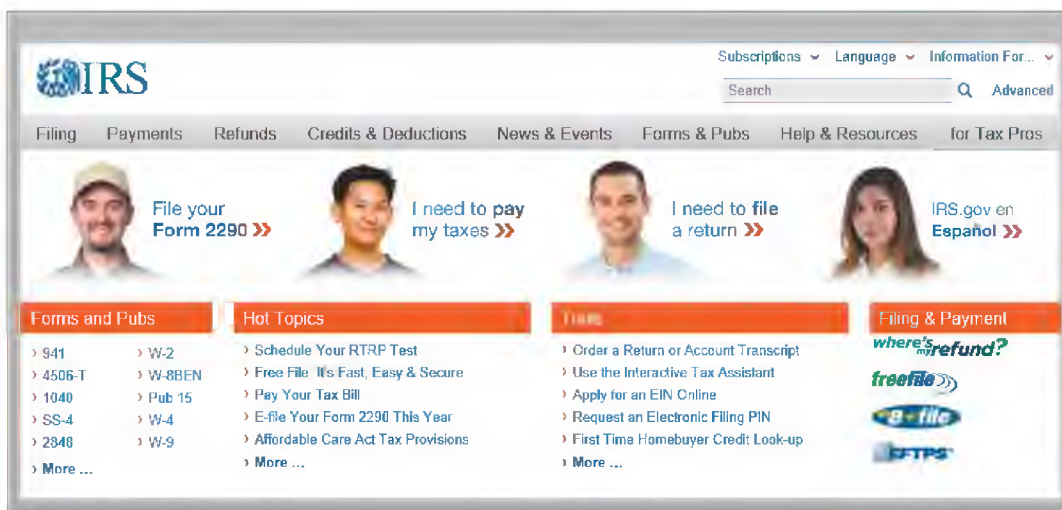 Subscriptions Language Information For...
IRS
Search Advanced
Filing Payments Refunds Credits & Deductions News & Events Forms & Pubs Help & Resources for Tax Pros
File your
Form 2290
I need to pay
my taxes
I need to file
a return
IRS.gov en
Español
Forms and Pubs
941
4506-T
1040
SS-4
2848
W-2
W-8BEN
Pub 15
W-4
W-9
More ...
Hot Topics
Schedule Your RTRP Test
Free File It's Fast, Easy & Secure
Pay Your Tax Bill
E-file Your Form 2290 This Year
Affordable Care Act Tax Provisions
More ...
Tools
Order a Return or Account Transcript
Use the Interactive Tax Assistant
Apply for an EIN Online
Request an Electronic Filing PIN
First Time Homebuyer Credit Look-up
More ...
Filing & Payment
where's my refund?
freefile
e-file
EFTPS